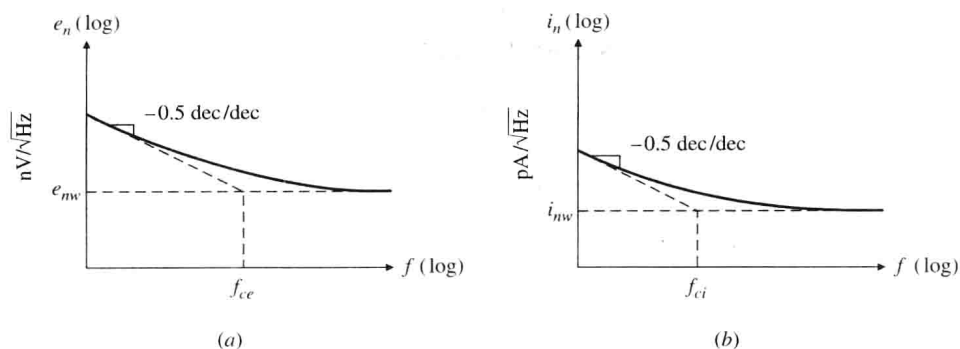 e_n (log)
nV/√Hz
−0.5 dec/dec
e_nw
f_ce
f (log)
(a)
i_n (log)
pA/√Hz
−0.5 dec/dec
i_nw
f_ci
f (log)
(b)